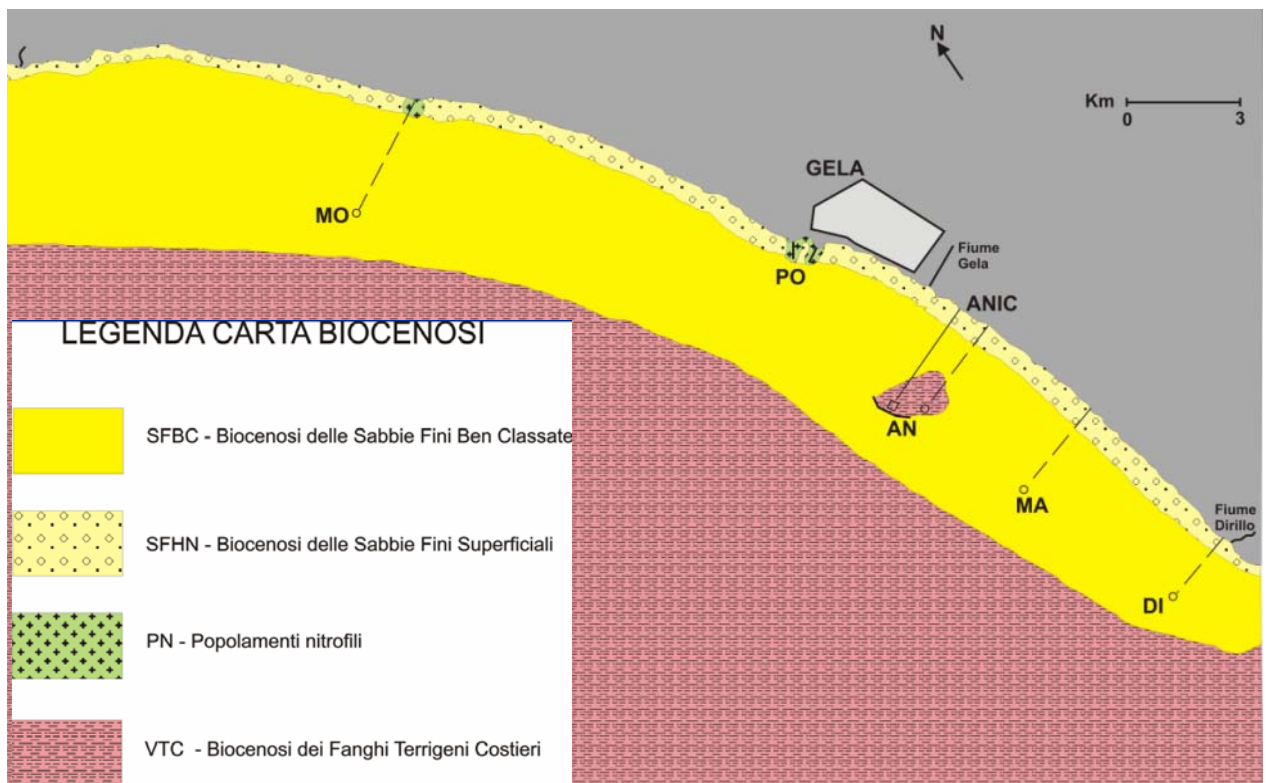 N
Km
0 3
GELA
MO
Fiume
Gela
PO
ANIC
AN
MA
Fiume
Dirillo
DI
LEGENDA CARTA BIOCENOSI
SFBC - Biocenosi delle Sabbie Fini Ben Classate
SFHN - Biocenosi delle Sabbie Fini Superficiali
PN - Popolamenti nitrofili
VTC - Biocenosi dei Fanghi Terrigeni Costieri